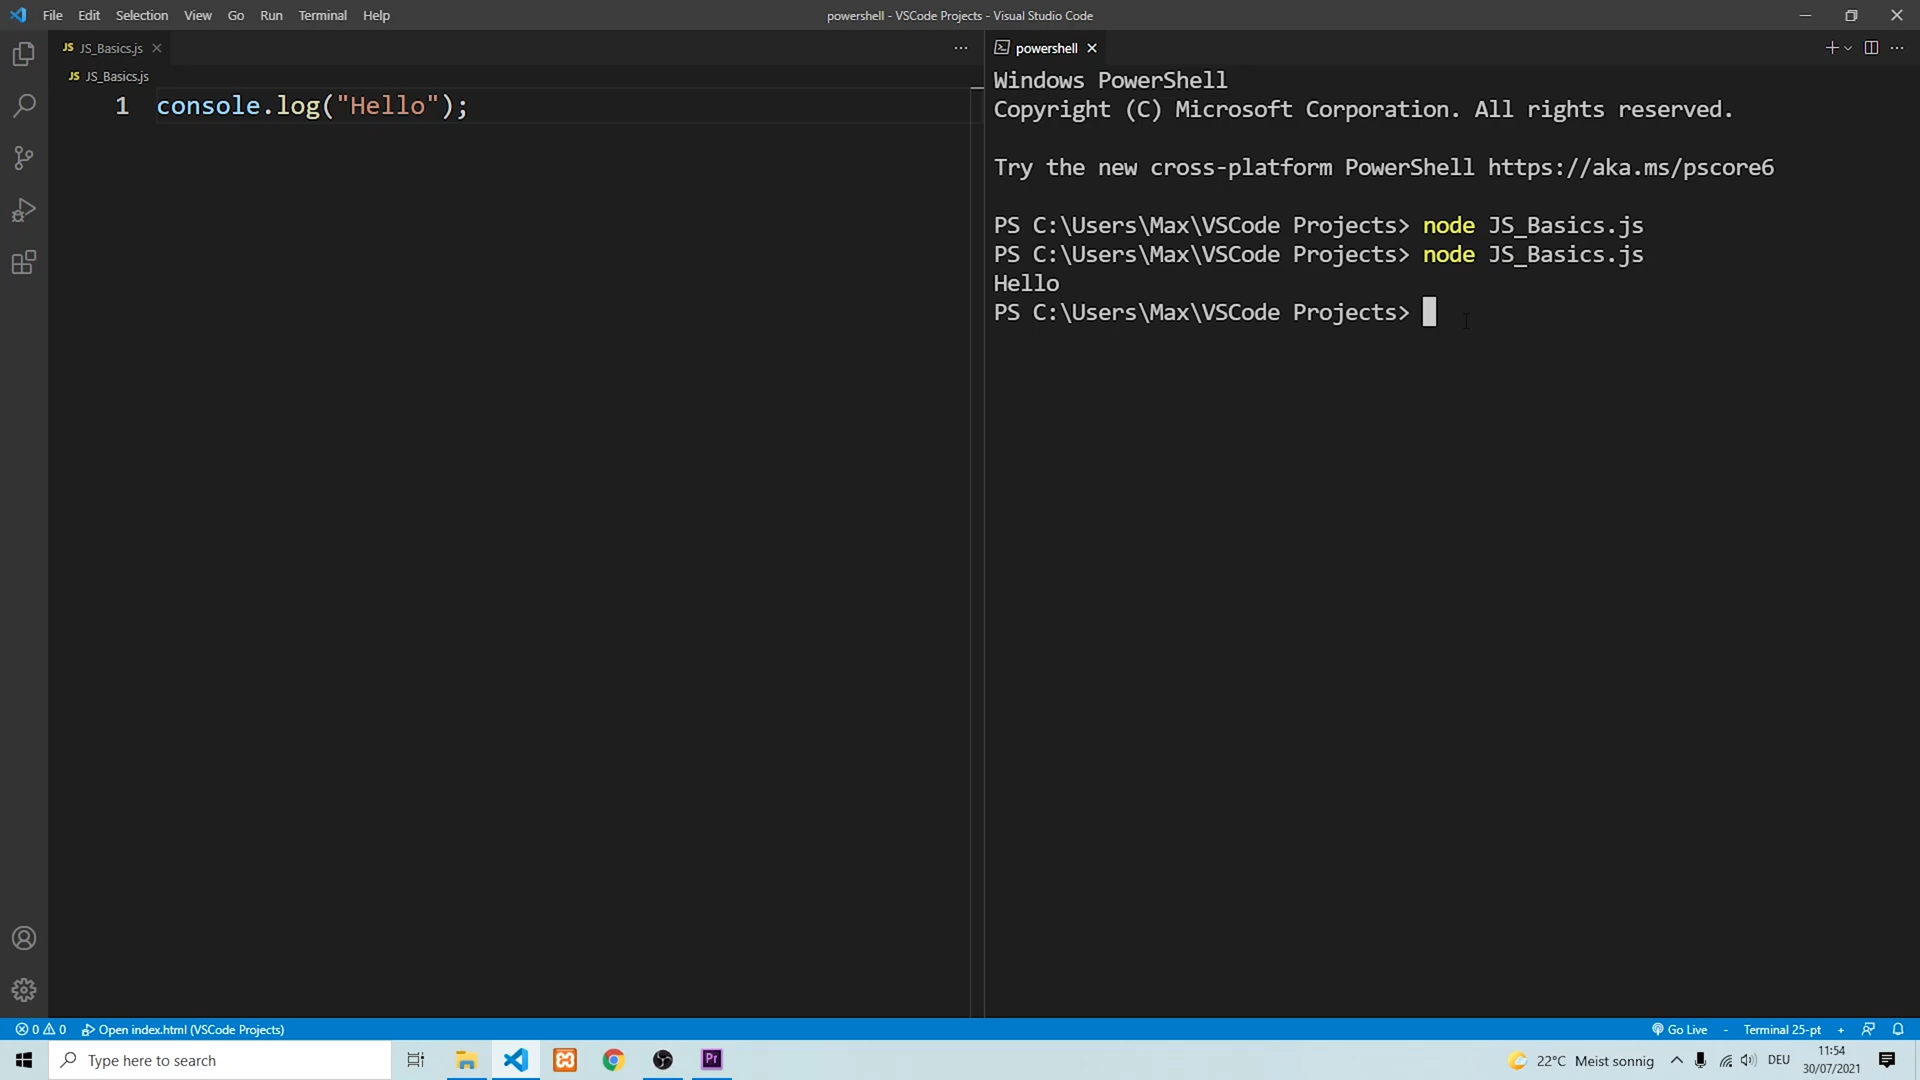 File Edit Selection View Go Run Terminal Help
powershell - VSCode Projects - Visual Studio Code
JS JS_Basics.js
JS JS_Basics.js
1 console.log("Hello");
powershell
Windows PowerShell
Copyright (C) Microsoft Corporation. All rights reserved.
Try the new cross-platform PowerShell https://aka.ms/pscore6
PS C:\Users\Max\VSCode Projects> node JS_Basics.js
PS C:\Users\Max\VSCode Projects> node JS_Basics.js
Hello
PS C:\Users\Max\VSCode Projects>
0 0 Open index.html (VSCode Projects)
Go Live - Terminal 25-pt +
Type here to search
Pr
22°C Meist sonnig
DEU
11:54
30/07/2021